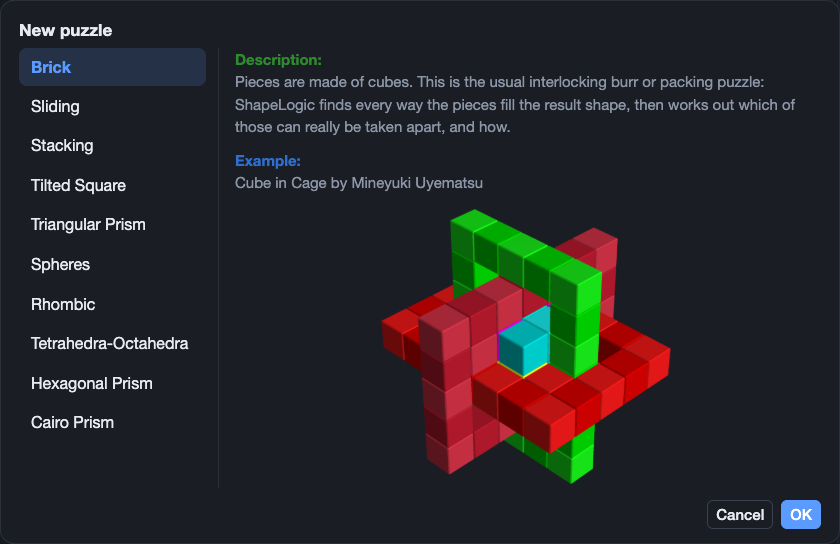 New puzzle
Brick
Sliding
Stacking
Tilted Square
Triangular Prism
Spheres
Rhombic
Tetrahedra-Octahedra
Hexagonal Prism
Cairo Prism
Description:
Pieces are made of cubes. This is the usual interlocking burr or packing puzzle:
ShapeLogic finds every way the pieces fill the result shape, then works out which of
those can really be taken apart, and how.
Example:
Cube in Cage by Mineyuki Uyematsu
Cancel
OK